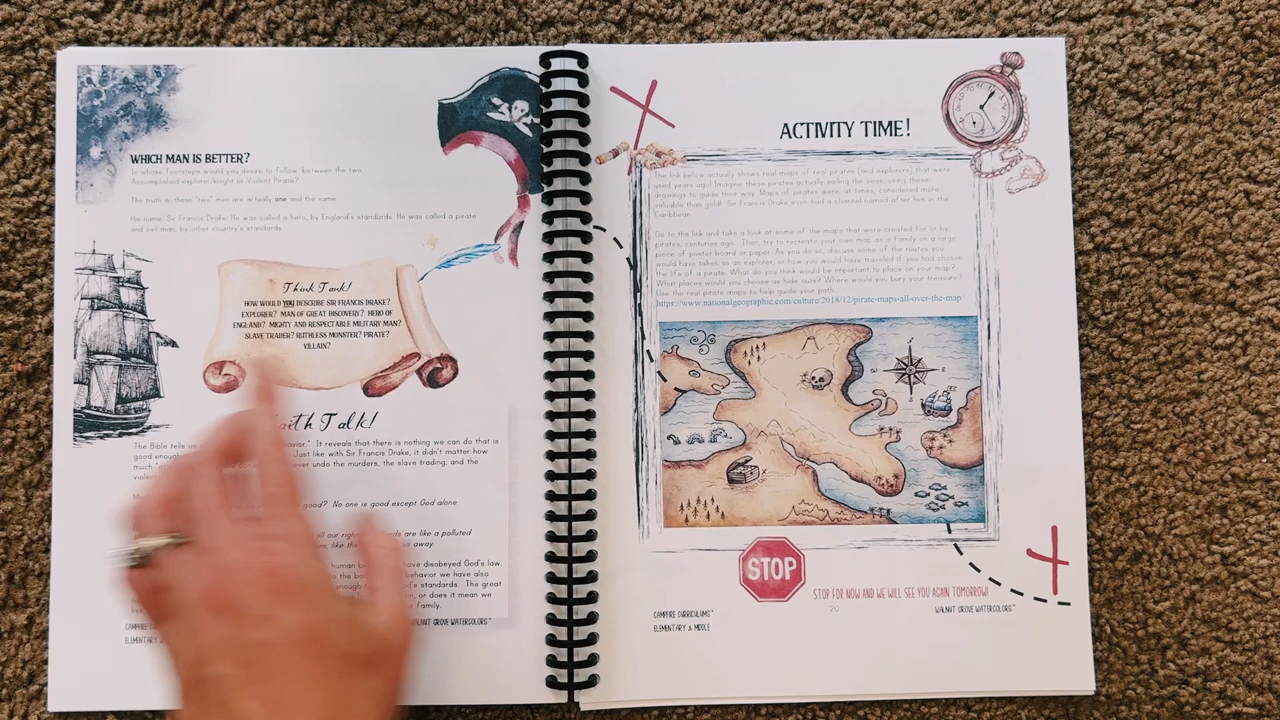 WHICH MAN IS BETTER?
In whose footsteps would you desire to follow, between the two
Accomplished explorer/knight or Violent Pirate?
The truth is: these "two" men are actually one and the same.
His name: Sir Francis Drake. He was called a hero, by England's standards. He was called a pirate
and evil man, by other country's standards.
Think Tank!
HOW WOULD YOU DESCRIBE SIR FRANCIS DRAKE?
EXPLORER? MAN OF GREAT DISCOVERY? HERO OF
ENGLAND? MIGHTY AND RESPECTABLE MILITARY MAN?
SLAVE TRADER? RUTHLESS MONSTER? PIRATE?
VILLAIN?
Faith Talk!
The Bible tells us It reveals that there is nothing we can do that is
good enough Just like with Sir Francis Drake, it didn't matter how
much ever undo the murders, the slave trading, and the
good? No one is good except God alone
all our are like a polluted
away.
human have disobeyed God's law.
behavior we have also
standards. The great
or does it mean we
family.
CAMPFIRE
ELEMENTARY &
WALNUT GROVE WATERCOLORS™
ACTIVITY TIME!
The link below actually shows real maps of real pirates (and explorers) that were
used years ago! Imagine these pirates actually sailing the seas, using these
drawings to guide their way. Maps of pirates were, at times, considered more
valuable than gold! Sir Francis Drake even had a channel named after him in the
Caribbean.
Go to the link and take a look at some of the maps that were created for or by
pirates, centuries ago. Then, try to recreate your own map as a family on a large
piece of poster board or paper. As you do so, discuss some of the routes you
would have taken as an explorer, or how you would have traveled if you had chosen
the life of a pirate. What do you think would be important to place on your map?
What places would you choose as hide outs? Where would you bury your treasure?
Use the real pirate maps to help guide your path...
https://www.nationalgeographic.com/culture/2018/12/pirate-maps-all-over-the-map/
STOP
STOP FOR NOW AND WE WILL SEE YOU AGAIN TOMORROW!
20
CAMPFIRE CURRICULUMS™
ELEMENTARY & MIDDLE
WALNUT GROVE WATERCOLORS™